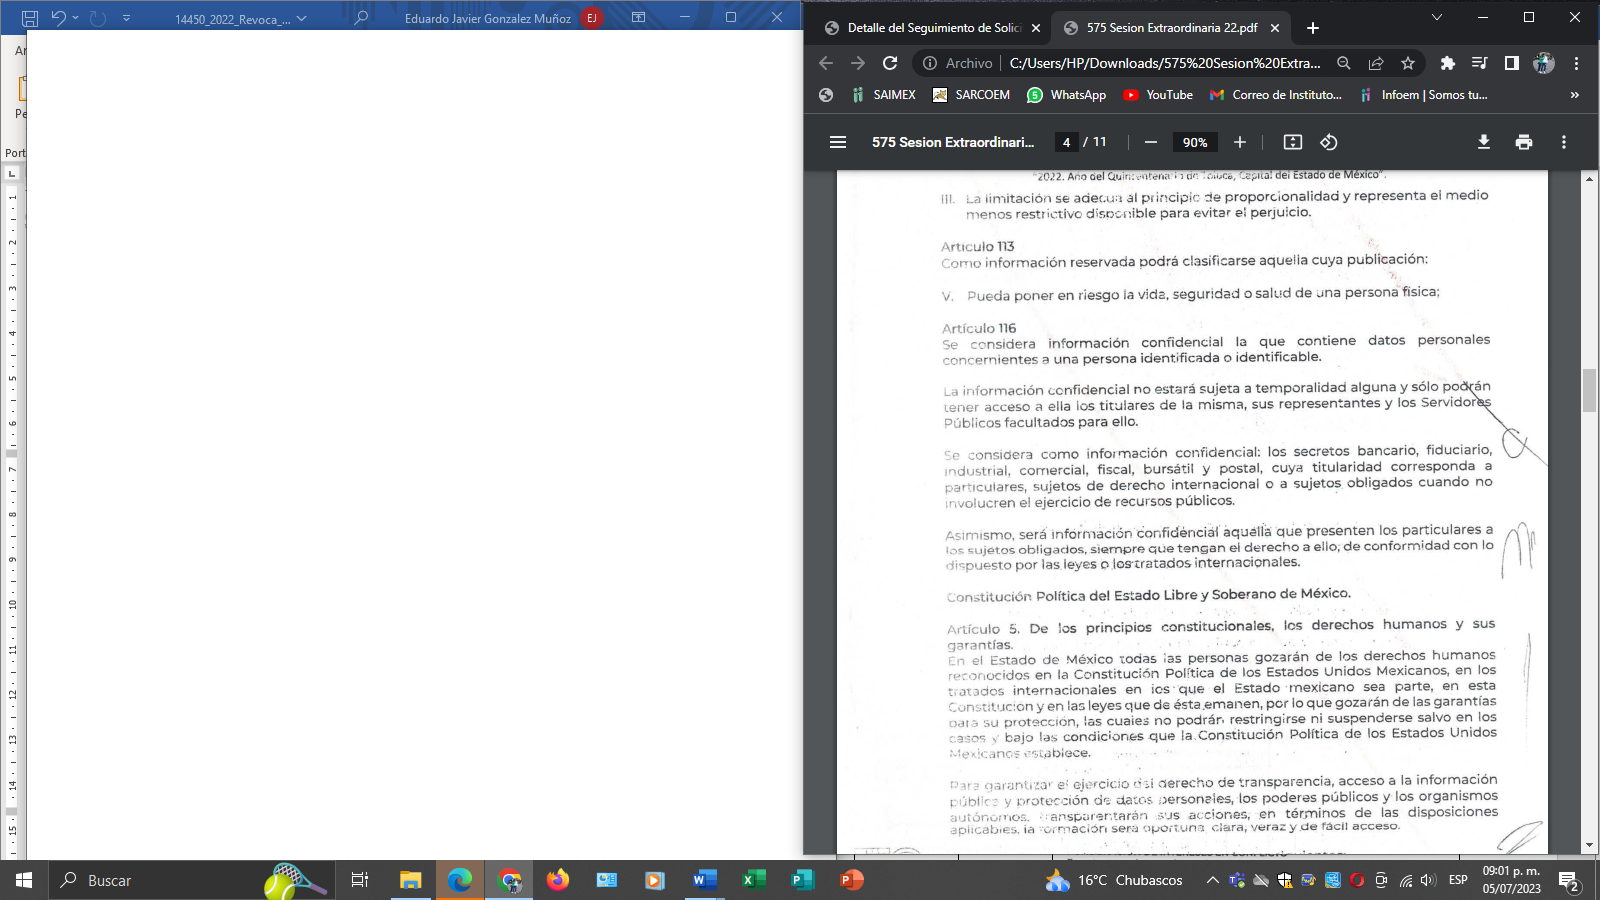 14450_2022_Revoca_...
Eduardo Javier Gonzalez Muñoz
EJ
Ar
Pe
Port
Detalle del Seguimiento de Solici
575 Sesion Extraordinaria 22.pdf
Archivo
C:/Users/HP/Downloads/575%20Sesion%20Extra...
SAIMEX
SARCOEM
WhatsApp
YouTube
Correo de Instituto...
Infoem | Somos tu...
»
575 Sesion Extraordinari...
4 / 11
90%
"2022. Año del Quincentenario de Toluca, Capital del Estado de México".
III. La limitación se adecua al principio de proporcionalidad y representa el medio
menos restrictivo disponible para evitar el perjuicio.
Artículo 113
Como información reservada podrá clasificarse aquella cuya publicación:
V. Pueda poner en riesgo la vida, seguridad o salud de una persona física;
Artículo 116
Se considera información confidencial la que contiene datos personales
concernientes a una persona identificada o identificable.
La información confidencial no estará sujeta a temporalidad alguna y sólo podrán
tener acceso a ella los titulares de la misma, sus representantes y los Servidores
Públicos facultados para ello.
Se considera como información confidencial: los secretos bancario, fiduciario,
industrial, comercial, fiscal, bursátil y postal, cuya titularidad corresponda a
particulares, sujetos de derecho internacional o a sujetos obligados cuando no
involucren el ejercicio de recursos públicos.
Asimismo, será información confidencial aquella que presenten los particulares a
los sujetos obligados, siempre que tengan el derecho a ello, de conformidad con lo
dispuesto por las leyes o los tratados internacionales.
Constitución Política del Estado Libre y Soberano de México.
Artículo 5. De los principios constitucionales, los derechos humanos y sus
garantías.
En el Estado de México todas las personas gozarán de los derechos humanos
reconocidos en la Constitución Política de los Estados Unidos Mexicanos, en los
tratados internacionales en los que el Estado mexicano sea parte, en esta
Constitución y en las leyes que de ésta emanen, por lo que gozarán de las garantías
para su protección, las cuales no podrán restringirse ni suspenderse salvo en los
casos y bajo las condiciones que la Constitución Política de los Estados Unidos
Mexicanos establece.
Para garantizar el ejercicio del derecho de transparencia, acceso a la información
pública y protección de datos personales, los poderes públicos y los organismos
autónomos, transparentarán sus acciones, en términos de las disposiciones
aplicables, la formación será oportuna, clara, veraz y de fácil acceso.
Buscar
16°C Chubascos
ESP
09:01 p. m.
05/07/2023
2